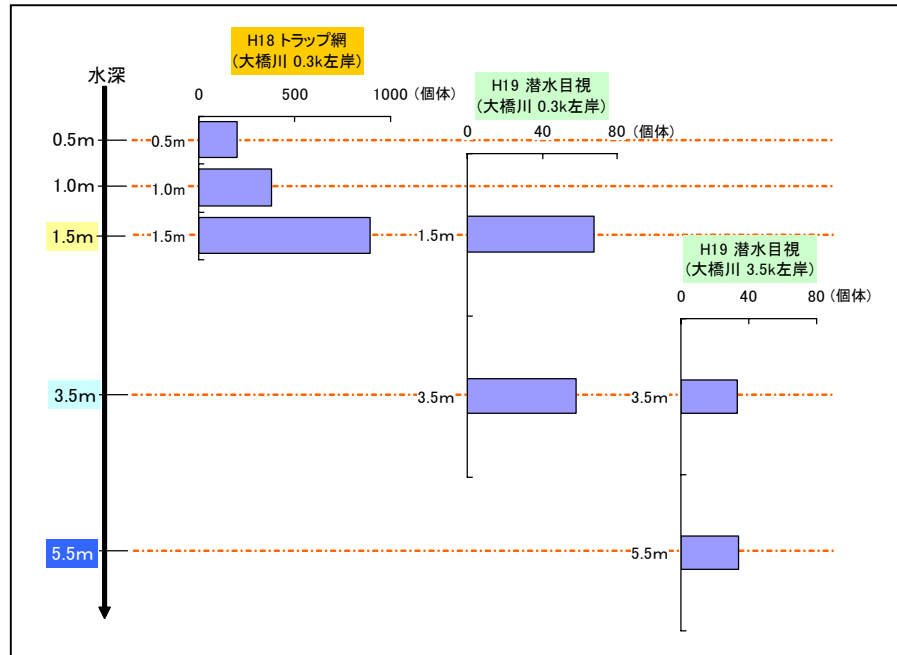 H18 トラップ網
(大橋川 0.3k左岸)
水深
0 500 1000 (個体)
H19 潜水目視
(大橋川 0.3k左岸)
0 40 80 (個体)
0.5m 0.5m
1.0m 1.0m
1.5m 1.5m 1.5m
H19 潜水目視
(大橋川 3.5k左岸)
0 40 80 (個体)
3.5m 3.5m 3.5m
5.5m 5.5m